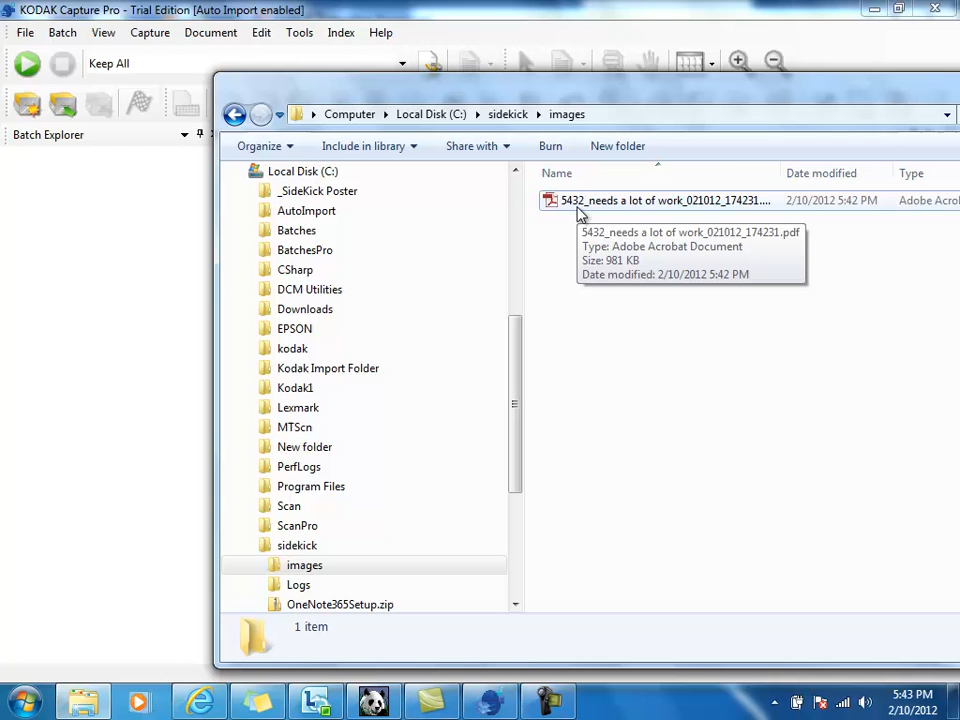 KODAK Capture Pro - Trial Edition [Auto Import enabled]
File Batch View Capture Document Edit Tools Index Help
Keep All
Batch Explorer
Computer Local Disk (C:) sidekick images
Organize Include in library Share with Burn New folder
Name Date modified Type
5432_needs a lot of work_021012_174231.... 2/10/2012 5:42 PM Adobe Acro
5432_needs a lot of work_021012_174231.pdf
Type: Adobe Acrobat Document
Size: 981 KB
Date modified: 2/10/2012 5:42 PM
Local Disk (C:)
_SideKick Poster
AutoImport
Batches
BatchesPro
CSharp
DCM Utilities
Downloads
EPSON
kodak
Kodak Import Folder
Kodak1
Lexmark
MTScn
New folder
PerfLogs
Program Files
Scan
ScanPro
sidekick
images
Logs
OneNote365Setup.zip
1 item
5:43 PM
2/10/2012